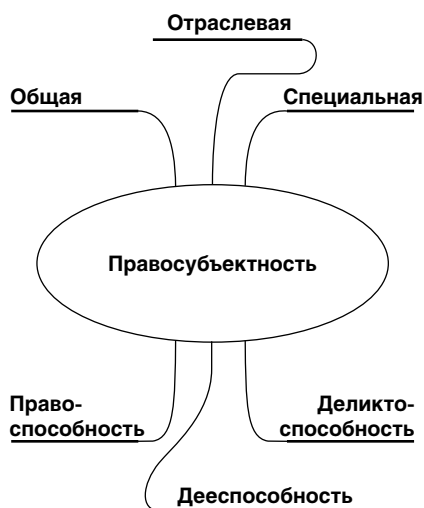 Отраслевая
Общая
Специальная
Правосубъектность
Право-
способность
Деликто-
способность
Дееспособность